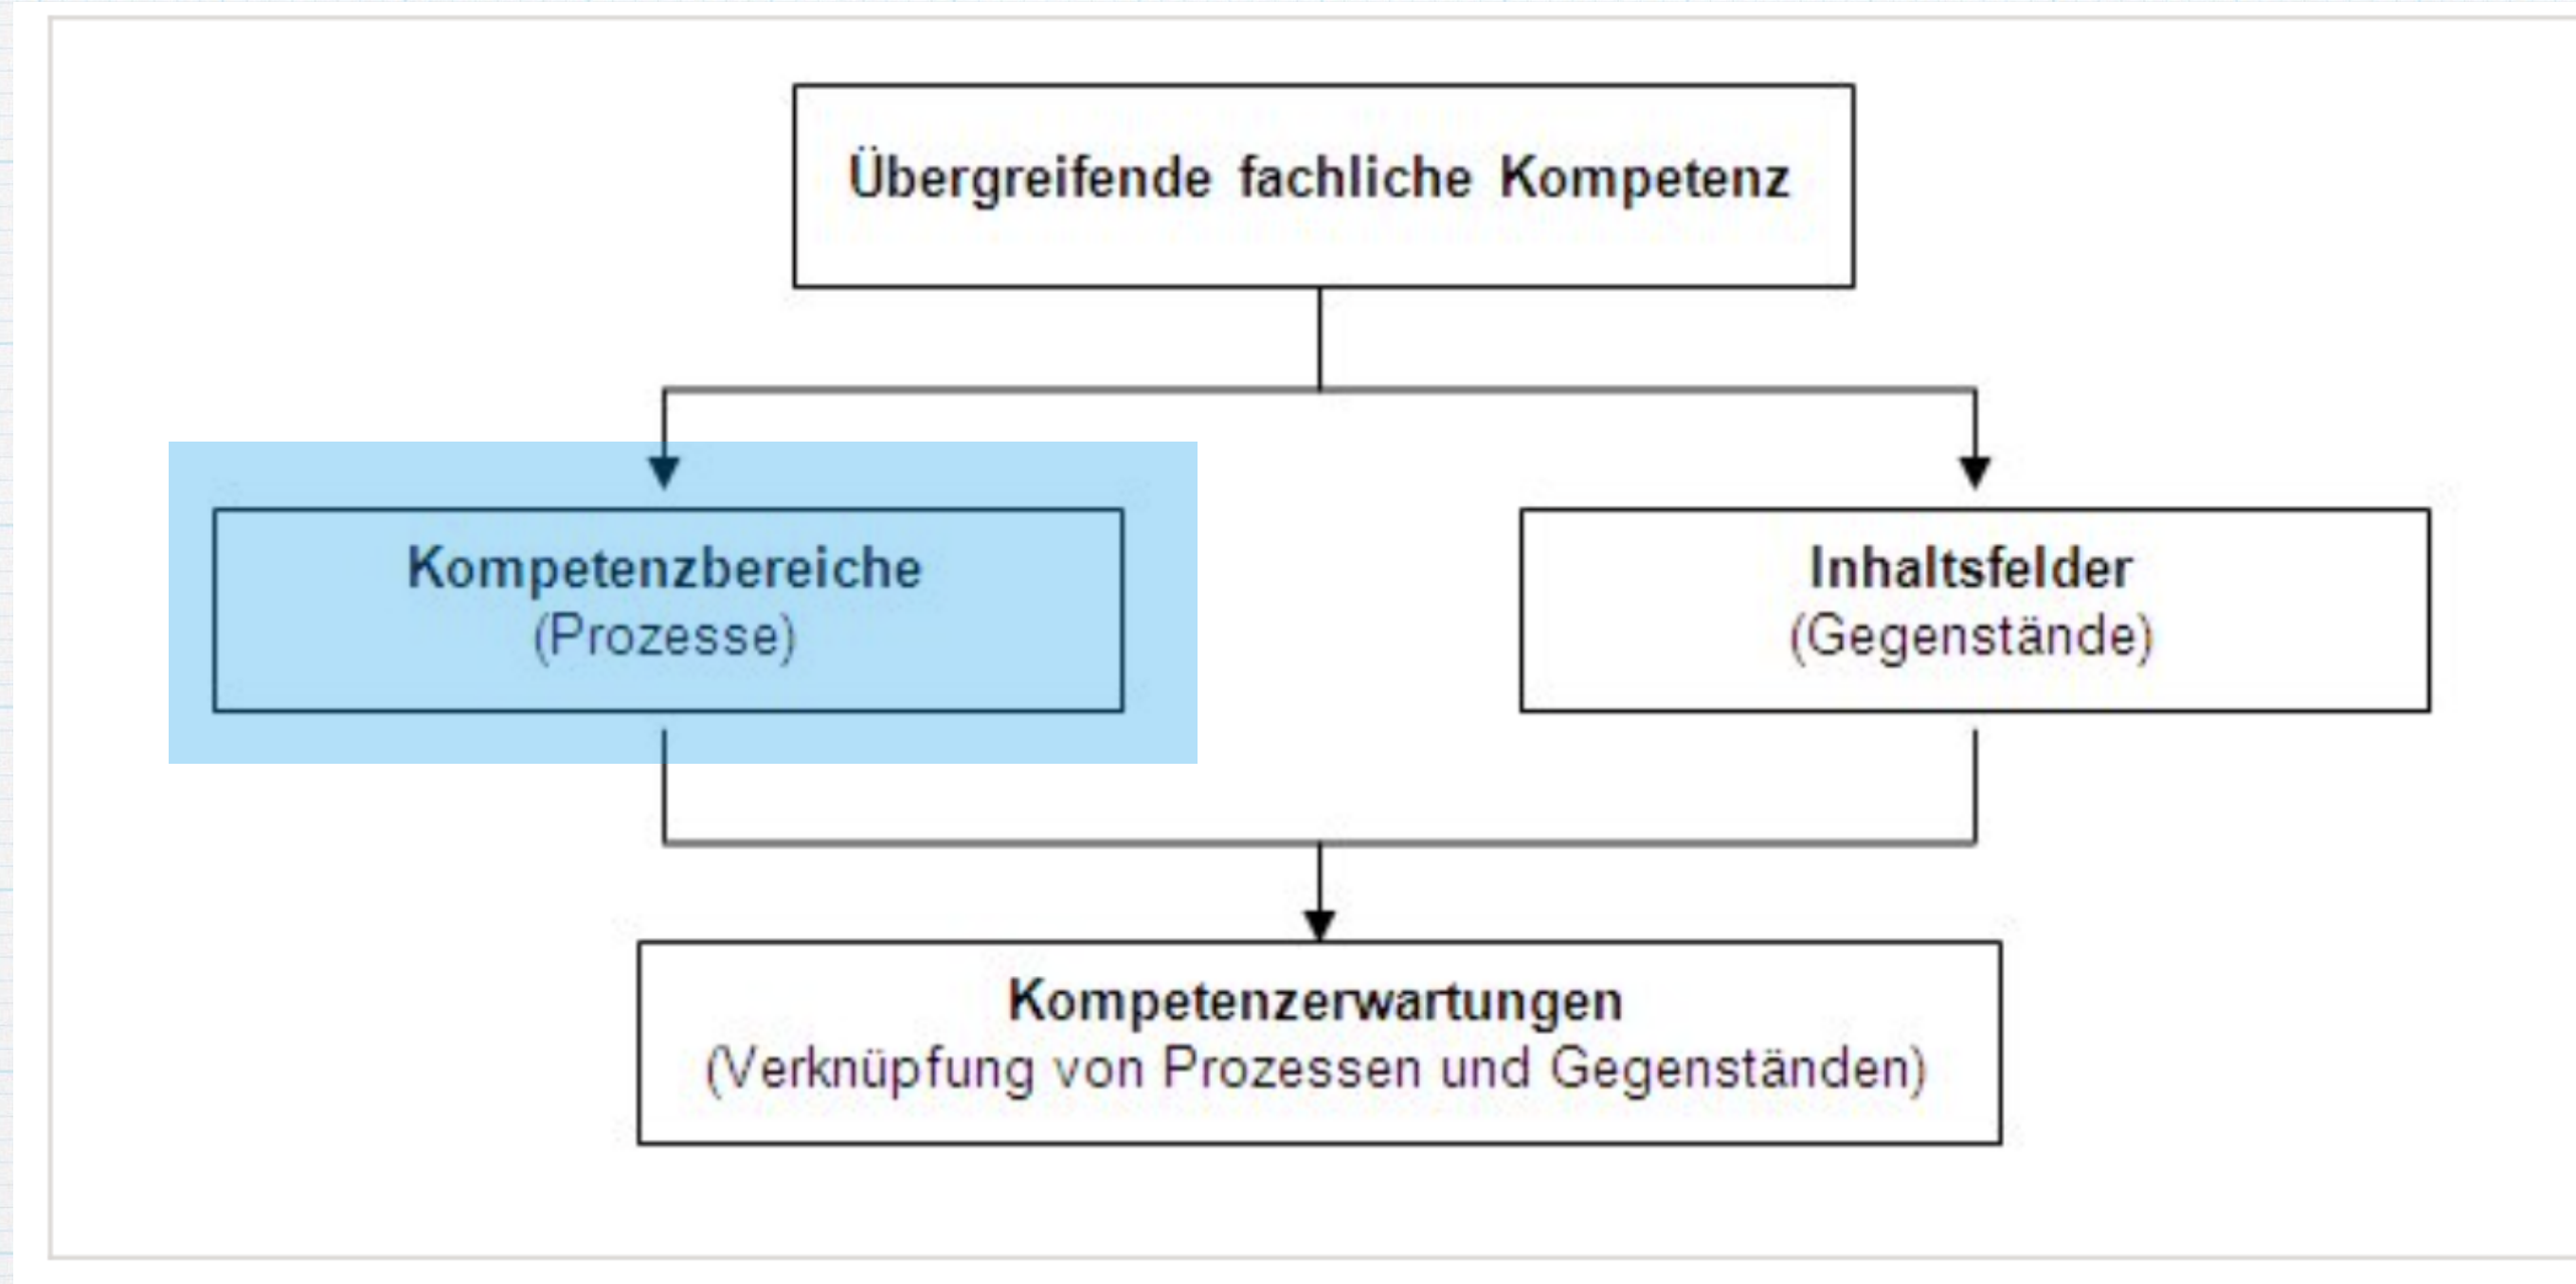 Übergreifende fachliche Kompetenz
Kompetenzbereiche
(Prozesse)
Inhaltsfelder
(Gegenstände)
Kompetenzerwartungen
(Verknüpfung von Prozessen und Gegenständen)